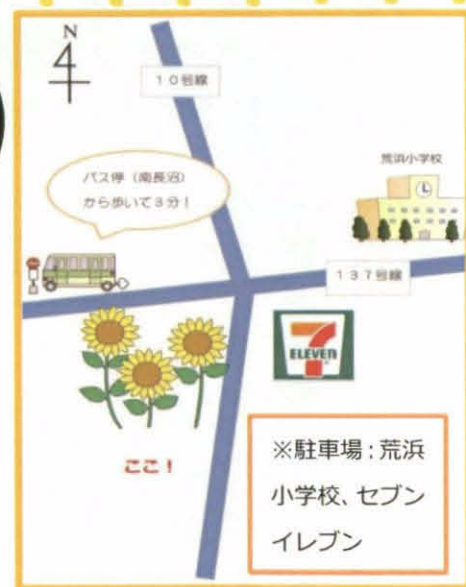 N
10号線
荒浜小学校
バス停（南長沼）
から歩いて3分！
137号線
7
ELEVEN
ここ！
※駐車場：荒浜
小学校、セブン
イレブン